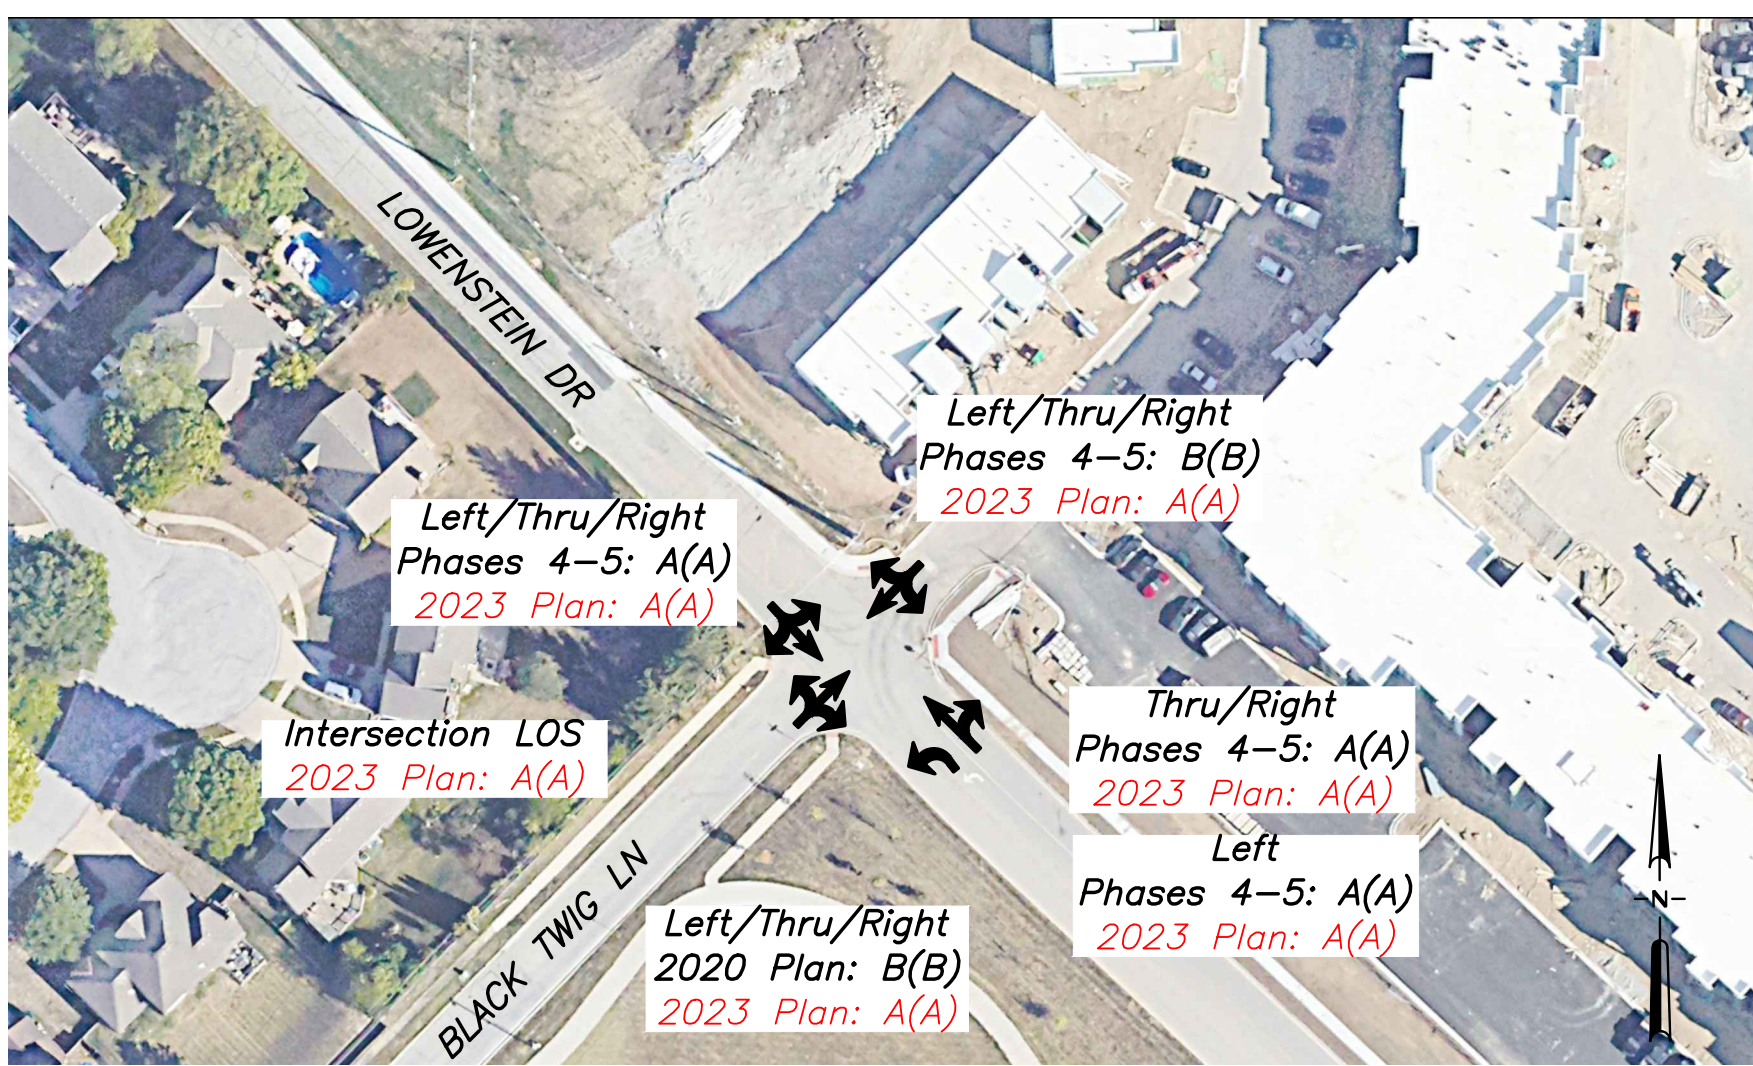 LOWENSTEIN DR
Left/Thru/Right
Phases 4-5: B(B)
2023 Plan: A(A)
Left/Thru/Right
Phases 4-5: A(A)
2023 Plan: A(A)
Thru/Right
Phases 4-5: A(A)
2023 Plan: A(A)
Intersection LOS
2023 Plan: A(A)
Left
Phases 4-5: A(A)
2023 Plan: A(A)
BLACK TWIG LN
Left/Thru/Right
2020 Plan: B(B)
2023 Plan: A(A)
-N-